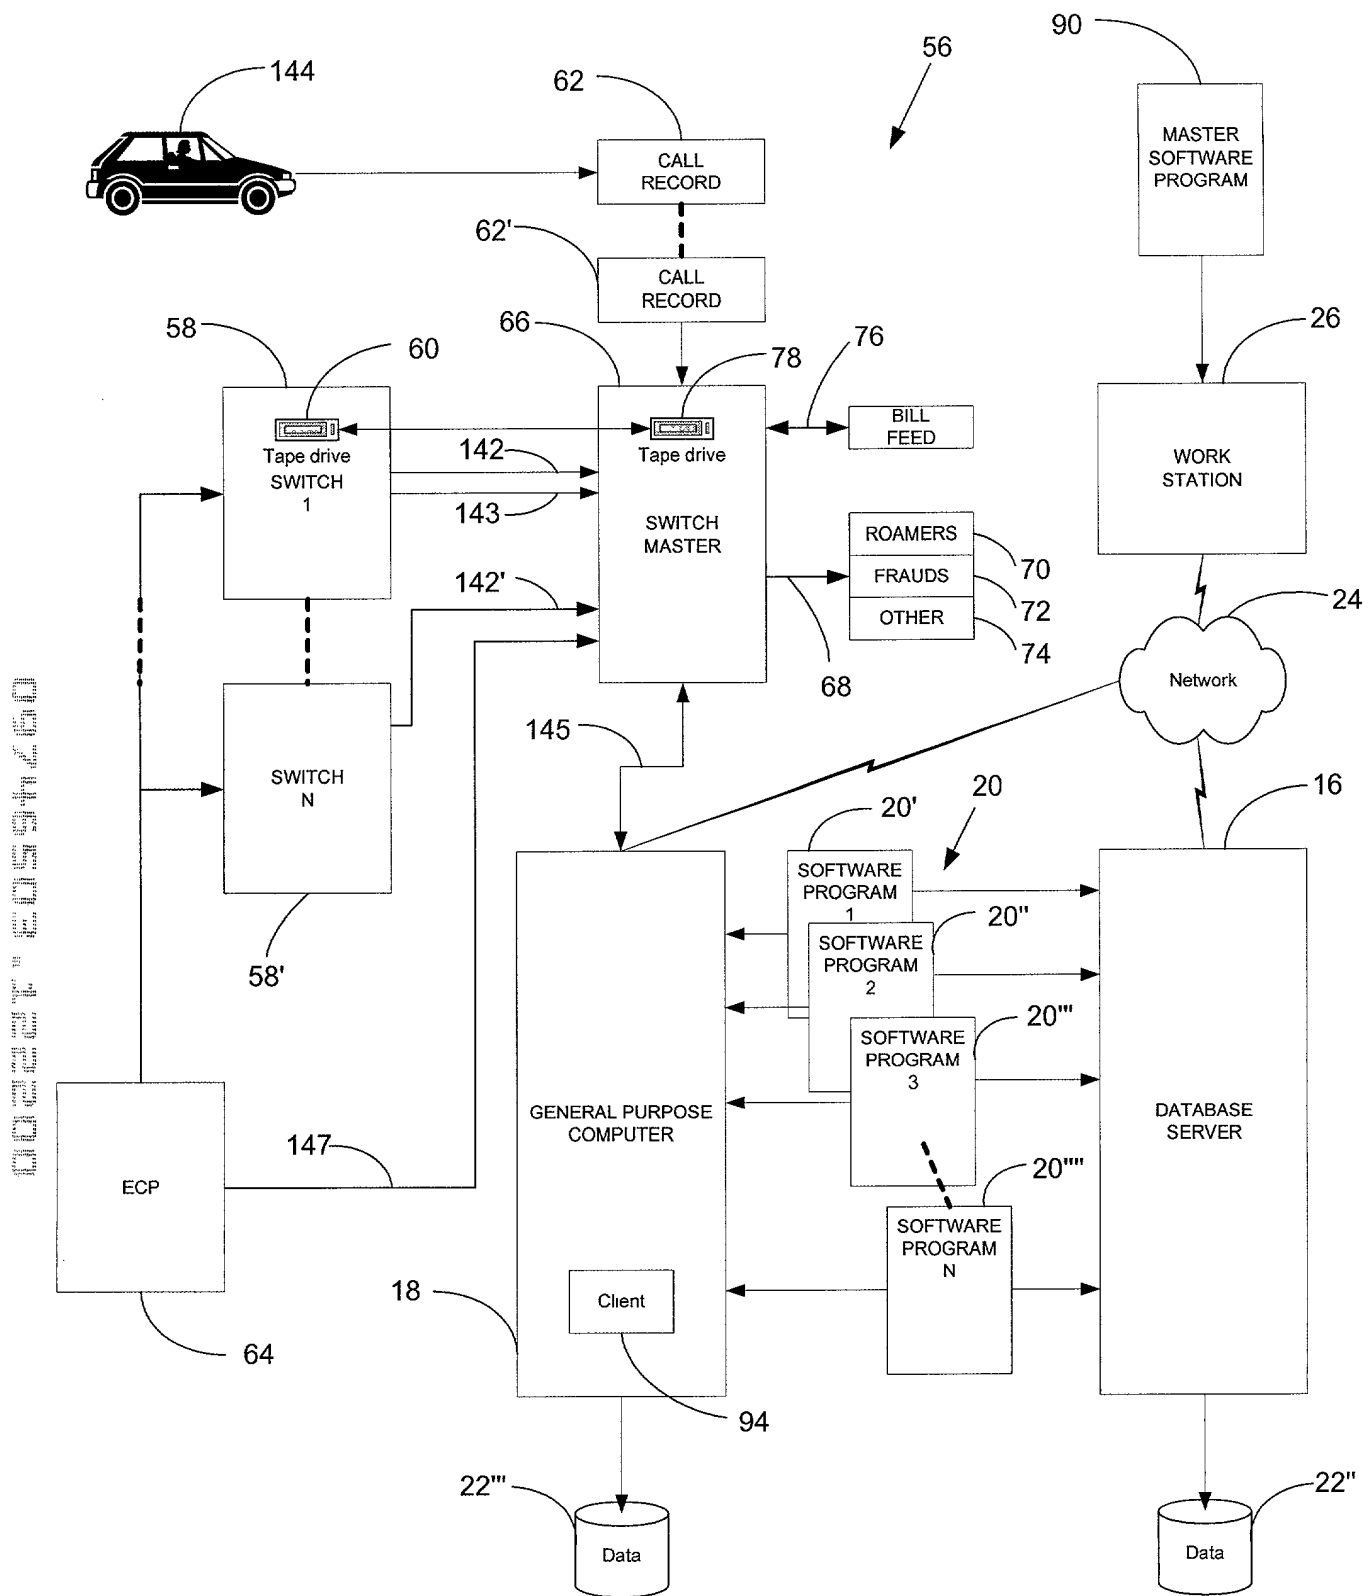 90
56
144
62
CALL
RECORD
MASTER
SOFTWARE
PROGRAM
62'
CALL
RECORD
58
60
66
78
76
26
BILL
FEED
Tape drive
SWITCH
1
142
143
Tape drive
SWITCH
MASTER
WORK
STATION
ROAMERS
FRAUDS
OTHER
70
72
74
142'
68
24
Network
145
SWITCH
N
58'
20'
20
16
SOFTWARE
PROGRAM
1
20"
SOFTWARE
PROGRAM
2
20'"
SOFTWARE
PROGRAM
3
GENERAL PURPOSE
COMPUTER
DATABASE
SERVER
147
ECP
20""
SOFTWARE
PROGRAM
N
64
18
Client
94
22'"
Data
22"
Data